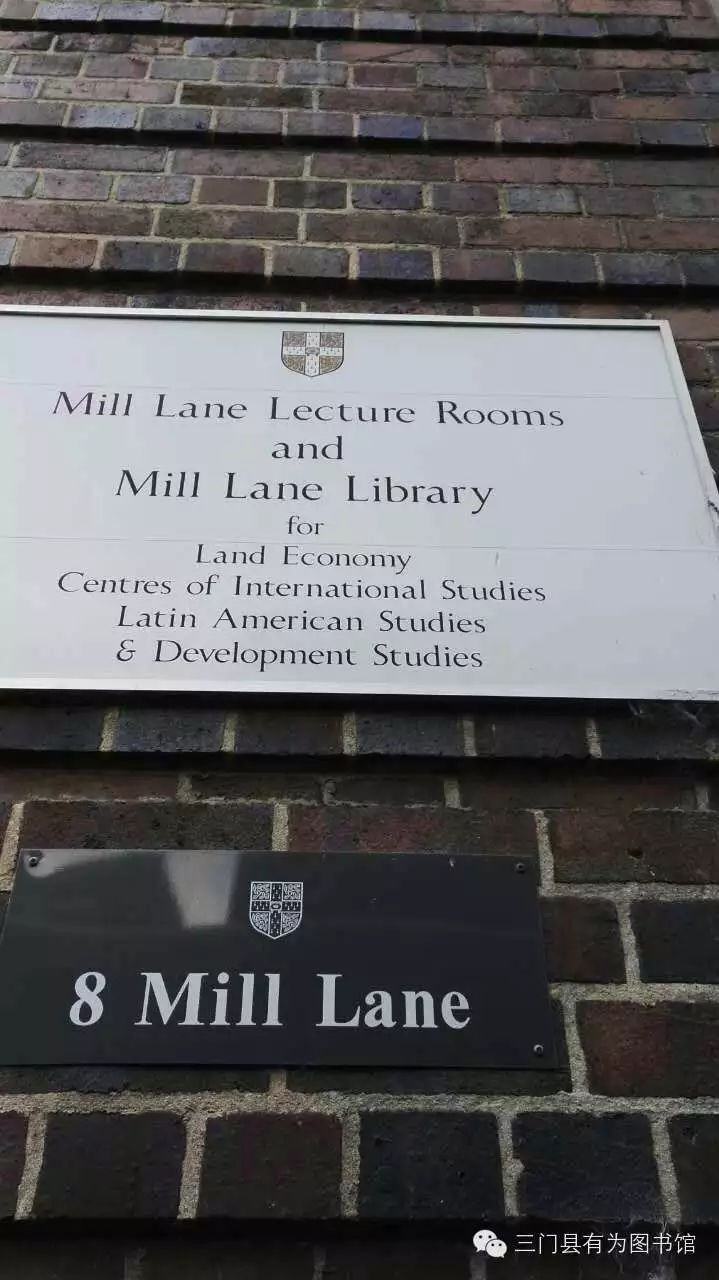 Mill Lane Lecture Rooms
and
Mill Lane Library
for
Land Economy
Centres of International Studies
Latin American Studies
& Development Studies
8 Mill Lane
三门县有为图书馆